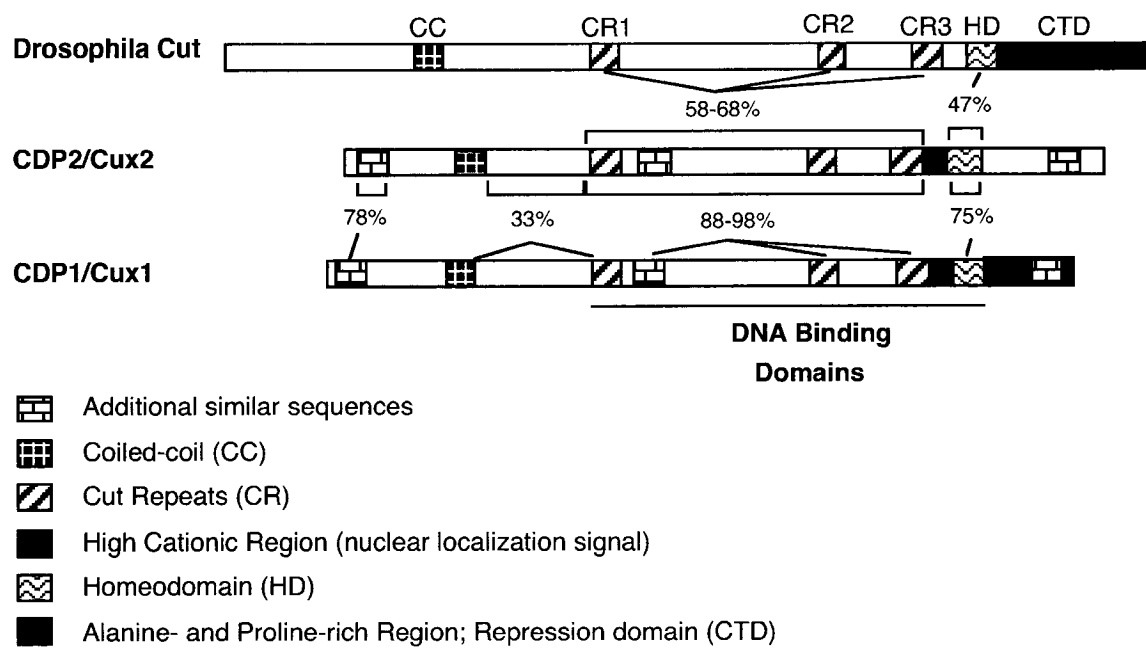 CC CR1 CR2 CR3 HD CTD
Drosophila Cut
58-68% 47%
CDP2/Cux2
78% 33% 88-98% 75%
CDP1/Cux1
DNA Binding
Domains
Additional similar sequences
Coiled-coil (CC)
Cut Repeats (CR)
High Cationic Region (nuclear localization signal)
Homeodomain (HD)
Alanine- and Proline-rich Region; Repression domain (CTD)